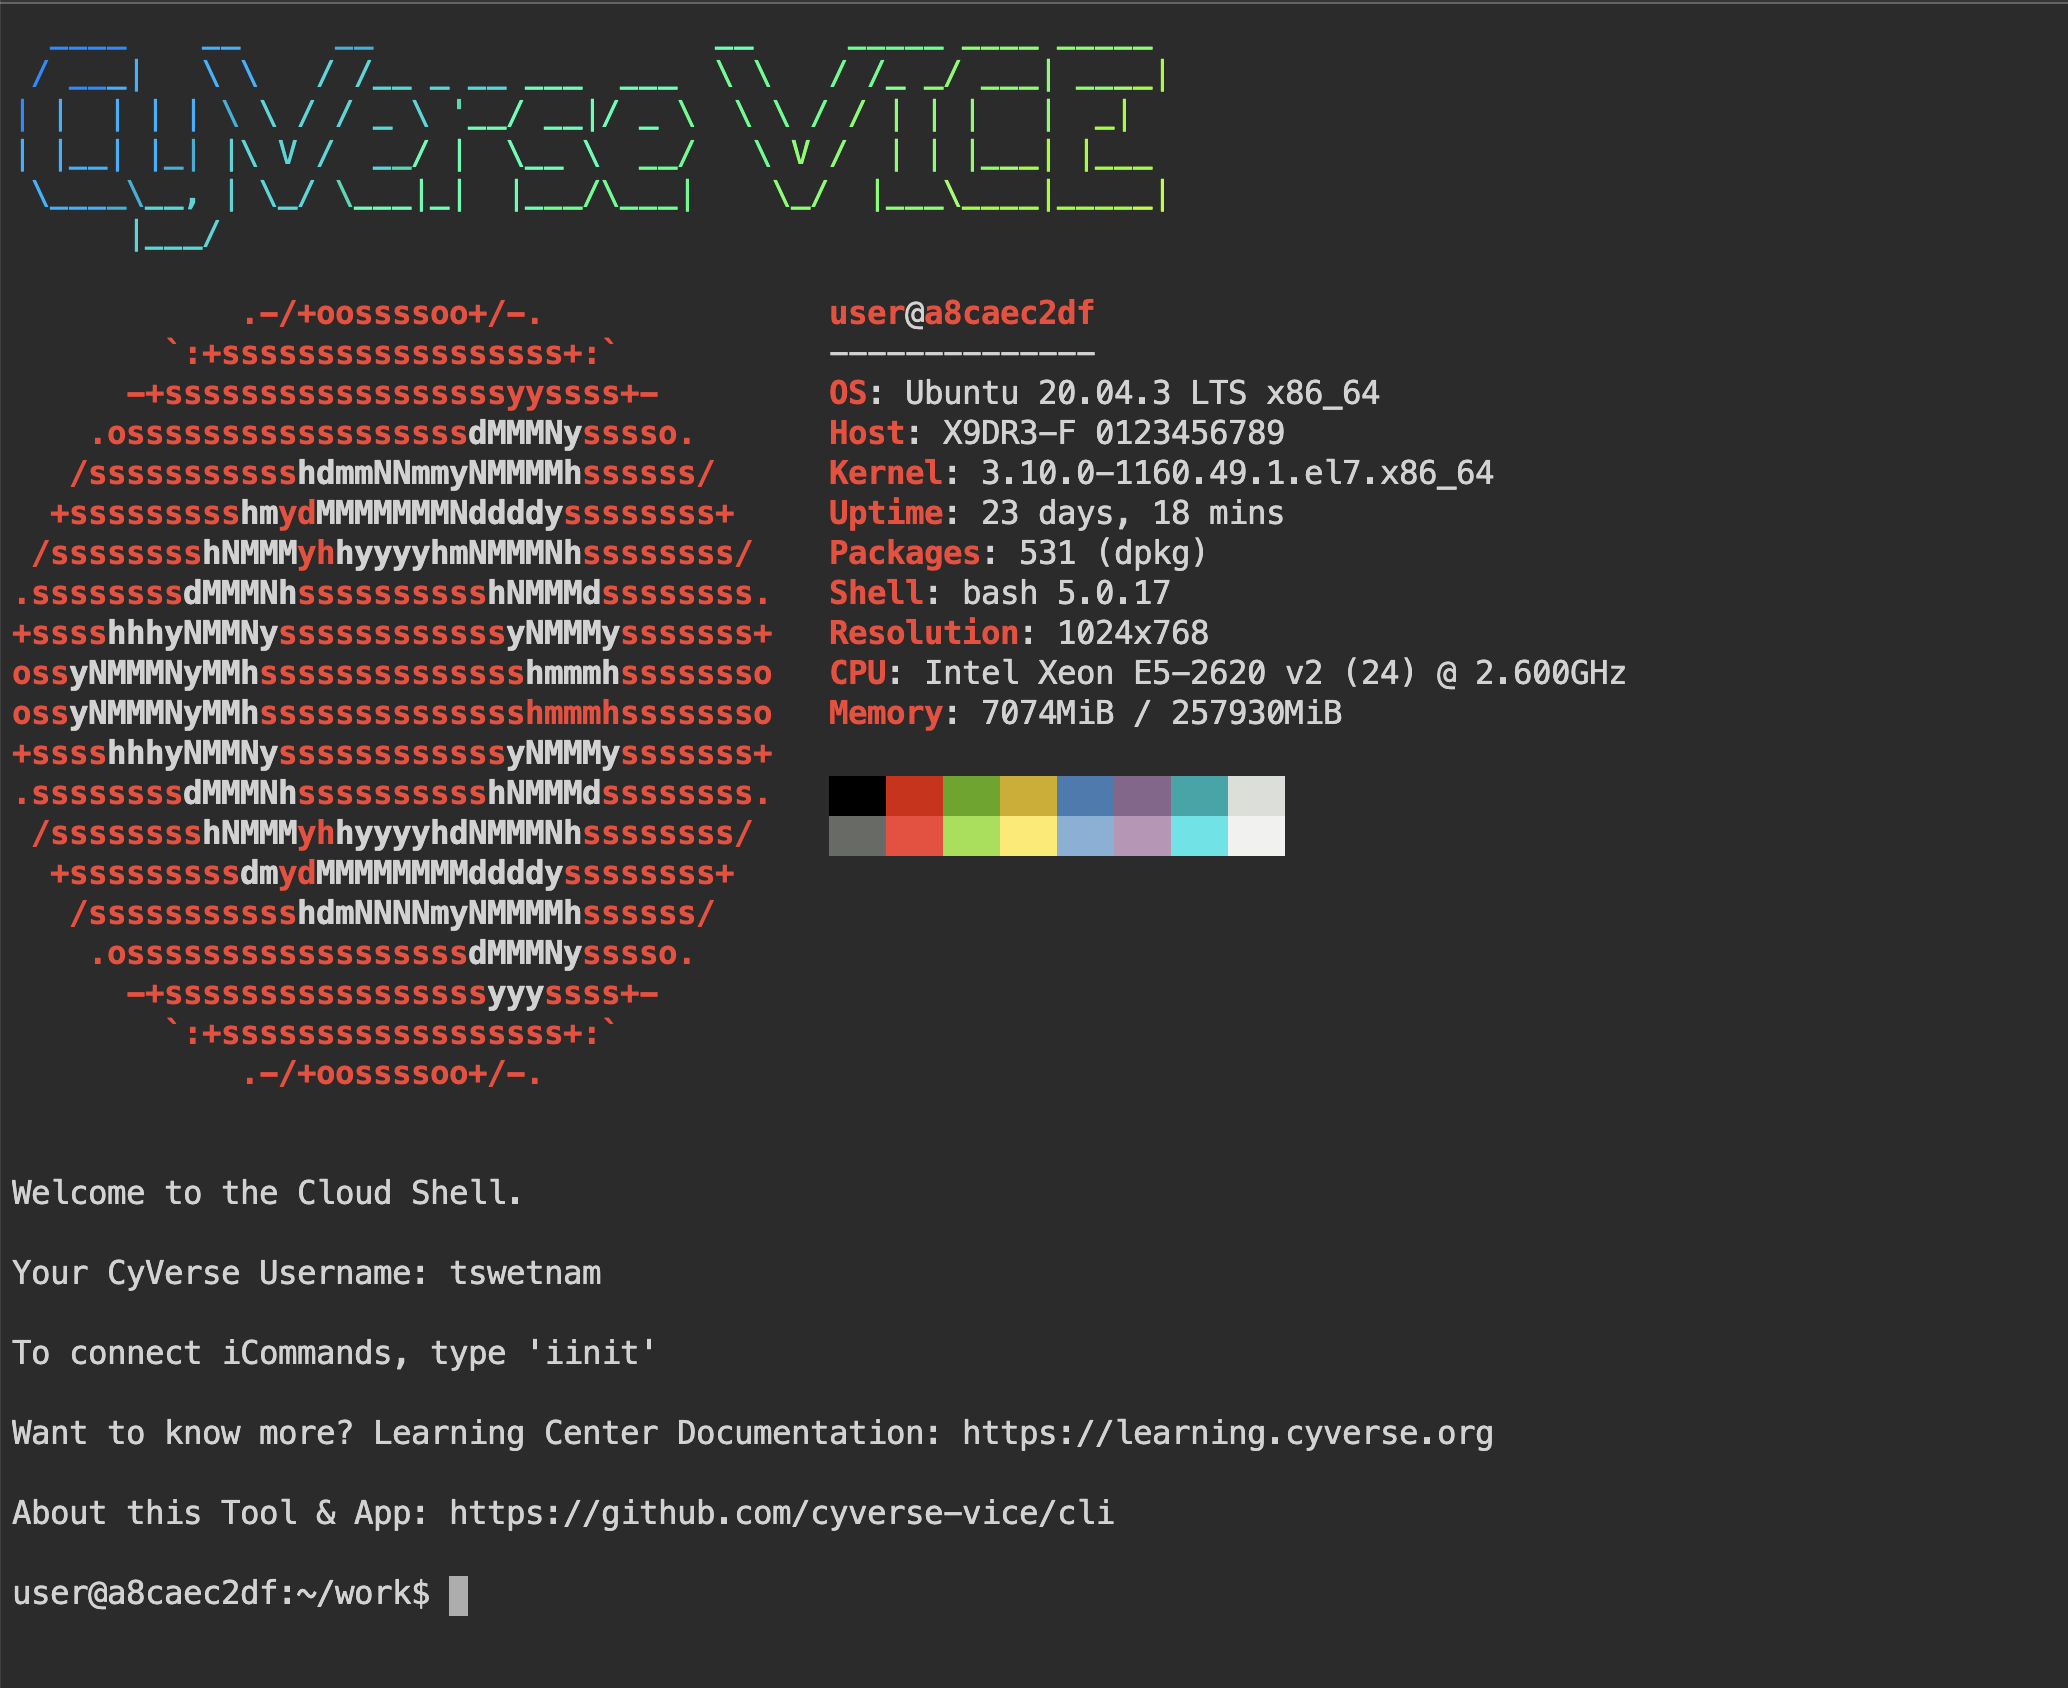 CyVerse VICE
            .-/+oossssoo+/-.
        `:+ssssssssssssssssss+:`
      -+ssssssssssssssssssyyssss+-
    .ossssssssssssssssssdMMMNysssso.
   /ssssssssssshdmmNNmmyNMMMMhssssss/
  +ssssssssshmydMMMMMMMNddddyssssssss+
 /sssssssshNMMMyhhyyyyhmNMMMNhssssssss/
.ssssssssdMMMNhsssssssssshNMMMdssssssss.
+sssshhhyNMMNyssssssssssssyNMMMysssssss+
ossyNMMMNyMMhsssssssssssssshmmmhssssssso
ossyNMMMNyMMhsssssssssssssshmmmhssssssso
+sssshhhyNMMNyssssssssssssyNMMMysssssss+
.ssssssssdMMMNhsssssssssshNMMMdssssssss.
 /sssssssshNMMMyhhyyyyhdNMMMNhssssssss/
  +sssssssssdmydMMMMMMMMddddyssssssss+
   /ssssssssssshdmNNNNmyNMMMMhssssss/
    .ossssssssssssssssssdMMMNysssso.
      -+sssssssssssssssssyyyssss+-
        `:+ssssssssssssssssss+:`
            .-/+oossssoo+/-.
user@a8caec2df
--------------
OS: Ubuntu 20.04.3 LTS x86_64
Host: X9DR3-F 0123456789
Kernel: 3.10.0-1160.49.1.el7.x86_64
Uptime: 23 days, 18 mins
Packages: 531 (dpkg)
Shell: bash 5.0.17
Resolution: 1024x768
CPU: Intel Xeon E5-2620 v2 (24) @ 2.600GHz
Memory: 7074MiB / 257930MiB
Welcome to the Cloud Shell.
Your CyVerse Username: tswetnam
To connect iCommands, type 'iinit'
Want to know more? Learning Center Documentation: https://learning.cyverse.org
About this Tool & App: https://github.com/cyverse-vice/cli
user@a8caec2df:~/work$